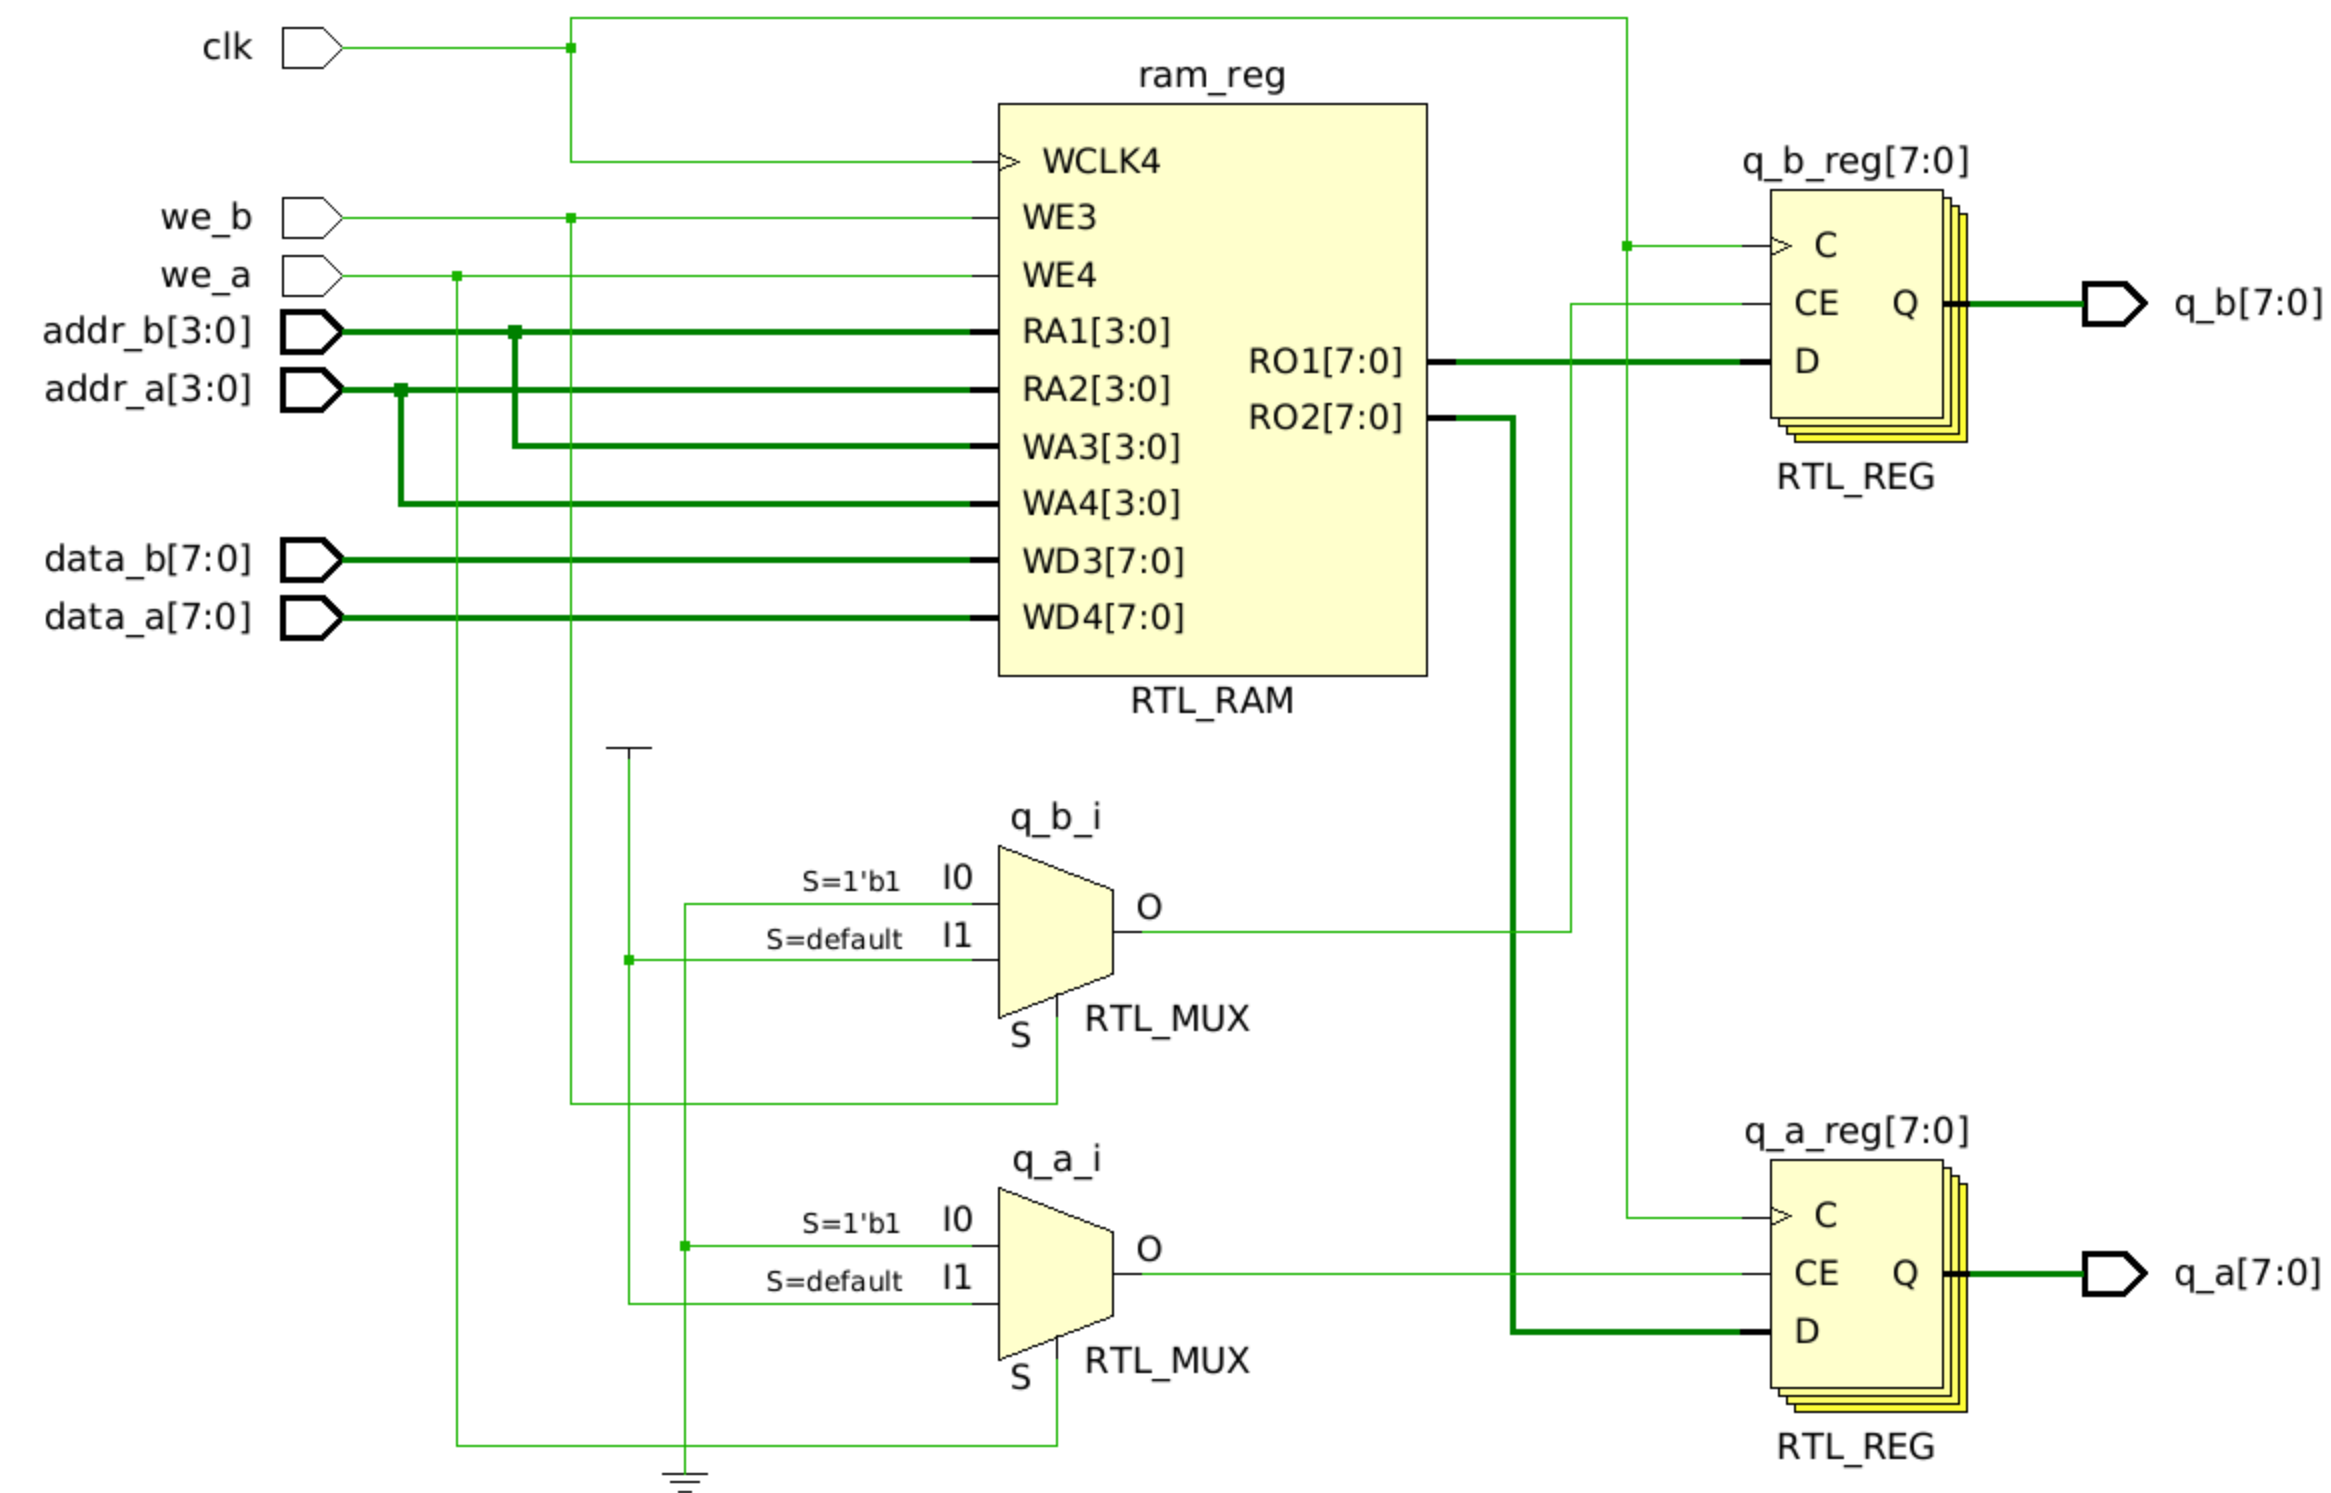 clk
we_b
we_a
addr_b[3:0]
addr_a[3:0]
data_b[7:0]
data_a[7:0]
ram_reg
WCLK4
WE3
WE4
RA1[3:0]
RA2[3:0]
WA3[3:0]
WA4[3:0]
WD3[7:0]
WD4[7:0]
RO1[7:0]
RO2[7:0]
RTL_RAM
q_b_reg[7:0]
C
CE Q
D
RTL_REG
q_b[7:0]
q_b_i
S=1'b1 I0
S=default I1
O
S
RTL_MUX
q_a_i
S=1'b1 I0
S=default I1
O
S
RTL_MUX
q_a_reg[7:0]
C
CE Q
D
RTL_REG
q_a[7:0]